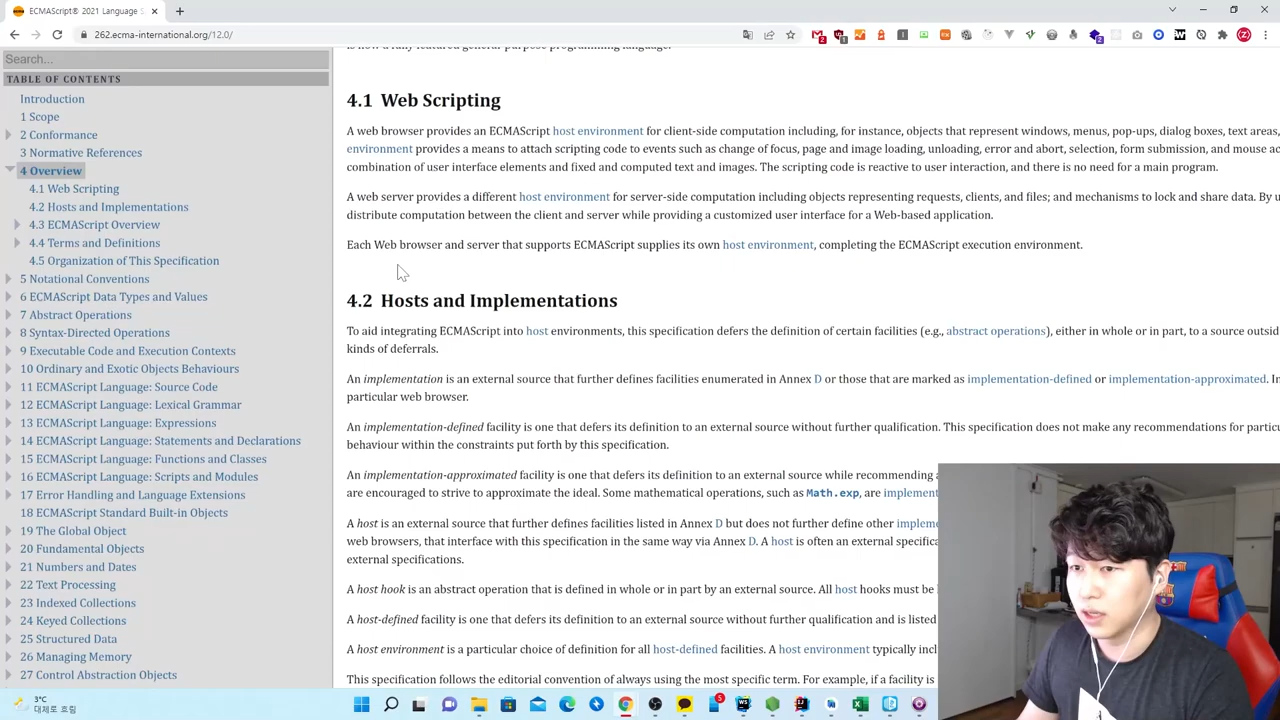 ECMAScript® 2021 Language S
262.ecma-international.org/12.0/
Search...
TABLE OF CONTENTS
Introduction
1 Scope
2 Conformance
3 Normative References
4 Overview
4.1 Web Scripting
4.2 Hosts and Implementations
4.3 ECMAScript Overview
4.4 Terms and Definitions
4.5 Organization of This Specification
5 Notational Conventions
6 ECMAScript Data Types and Values
7 Abstract Operations
8 Syntax-Directed Operations
9 Executable Code and Execution Contexts
10 Ordinary and Exotic Objects Behaviours
11 ECMAScript Language: Source Code
12 ECMAScript Language: Lexical Grammar
13 ECMAScript Language: Expressions
14 ECMAScript Language: Statements and Declarations
15 ECMAScript Language: Functions and Classes
16 ECMAScript Language: Scripts and Modules
17 Error Handling and Language Extensions
18 ECMAScript Standard Built-in Objects
19 The Global Object
20 Fundamental Objects
21 Numbers and Dates
22 Text Processing
23 Indexed Collections
24 Keyed Collections
25 Structured Data
26 Managing Memory
27 Control Abstraction Objects
is now a fully featured general-purpose programming language.
4.1 Web Scripting
A web browser provides an ECMAScript host environment for client-side computation including, for instance, objects that represent windows, menus, pop-ups, dialog boxes, text areas,
environment provides a means to attach scripting code to events such as change of focus, page and image loading, unloading, error and abort, selection, form submission, and mouse ac
combination of user interface elements and fixed and computed text and images. The scripting code is reactive to user interaction, and there is no need for a main program.
A web server provides a different host environment for server-side computation including objects representing requests, clients, and files; and mechanisms to lock and share data. By u
distribute computation between the client and server while providing a customized user interface for a Web-based application.
Each Web browser and server that supports ECMAScript supplies its own host environment, completing the ECMAScript execution environment.
4.2 Hosts and Implementations
To aid integrating ECMAScript into host environments, this specification defers the definition of certain facilities (e.g., abstract operations), either in whole or in part, to a source outsid
kinds of deferrals.
An implementation is an external source that further defines facilities enumerated in Annex D or those that are marked as implementation-defined or implementation-approximated. In
particular web browser.
An implementation-defined facility is one that defers its definition to an external source without further qualification. This specification does not make any recommendations for particu
behaviour within the constraints put forth by this specification.
An implementation-approximated facility is one that defers its definition to an external source while recommending a
are encouraged to strive to approximate the ideal. Some mathematical operations, such as Math.exp, are implement
A host is an external source that further defines facilities listed in Annex D but does not further define other impleme
web browsers, that interface with this specification in the same way via Annex D. A host is often an external specifica
external specifications.
A host hook is an abstract operation that is defined in whole or in part by an external source. All host hooks must be
A host-defined facility is one that defers its definition to an external source without further qualification and is listed
A host environment is a particular choice of definition for all host-defined facilities. A host environment typically incl
This specification follows the editorial convention of always using the most specific term. For example, if a facility is
3°C
대체로 흐림